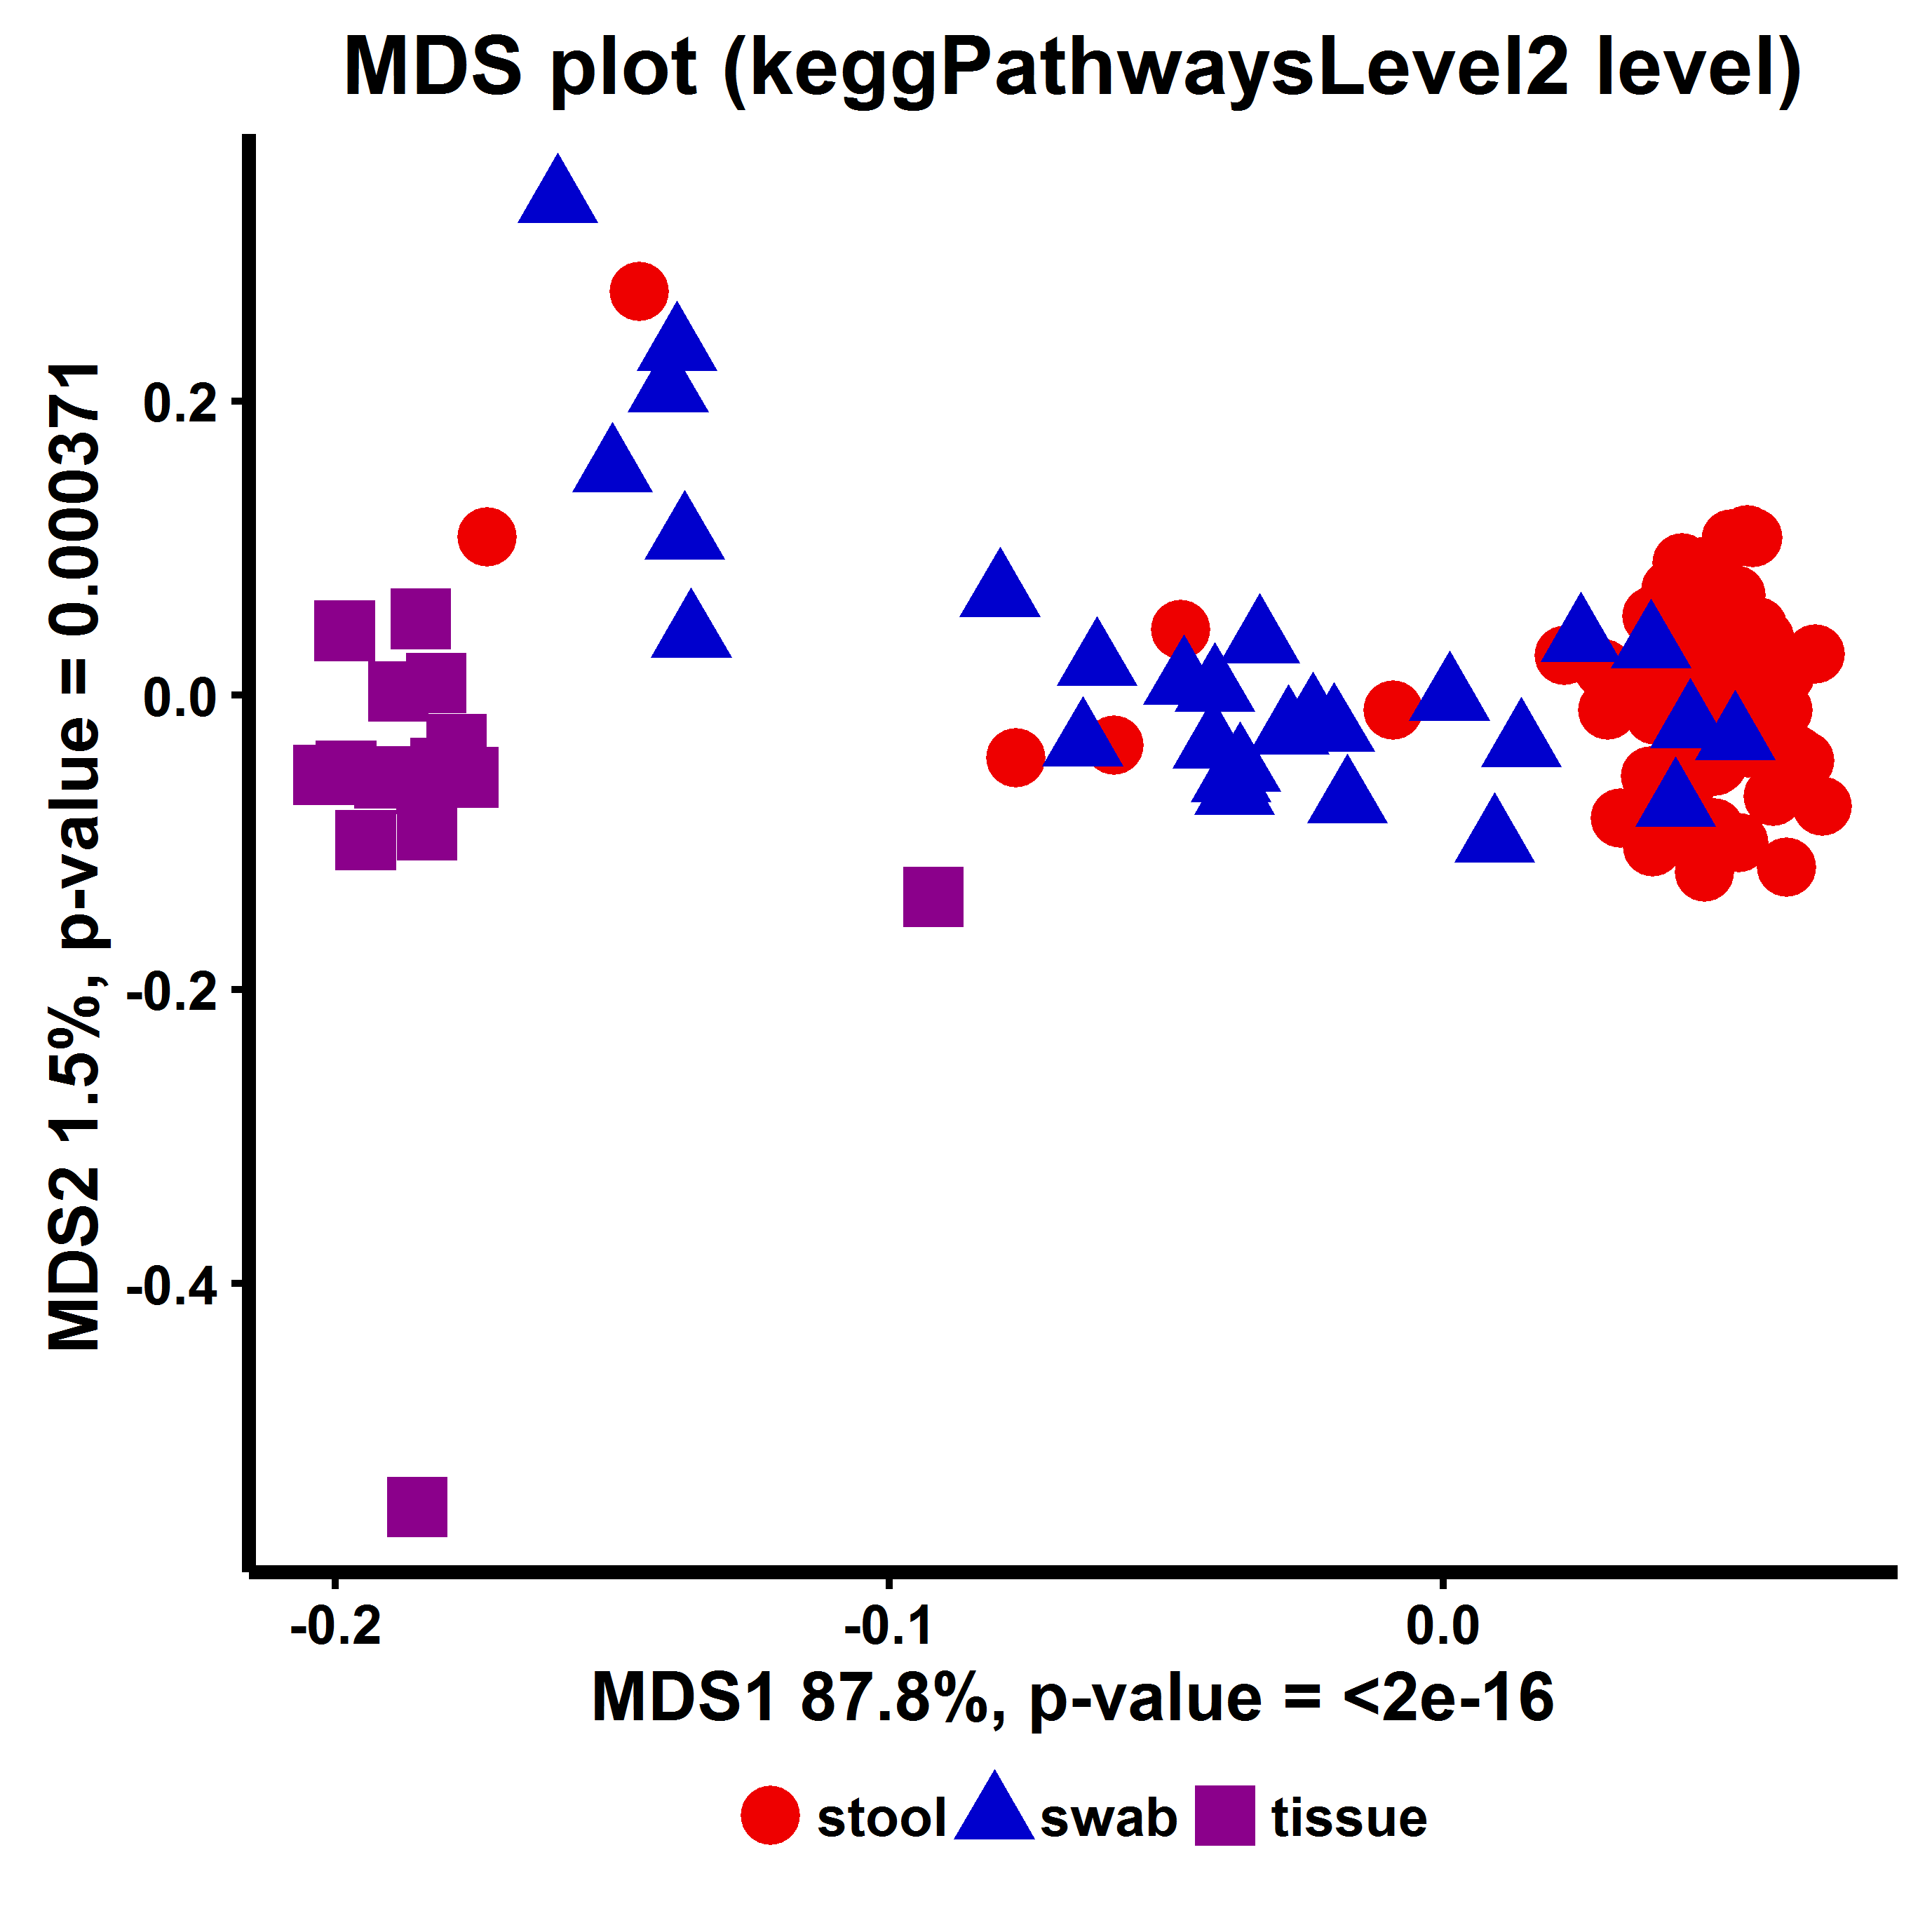 MDS plot (keggPathwaysLevel2 level)
MDS2 1.5%, p-value = 0.000371
0.2
0.0
-0.2
-0.4
-0.2 -0.1 0.0
MDS1 87.8%, p-value = <2e-16
stool swab tissue